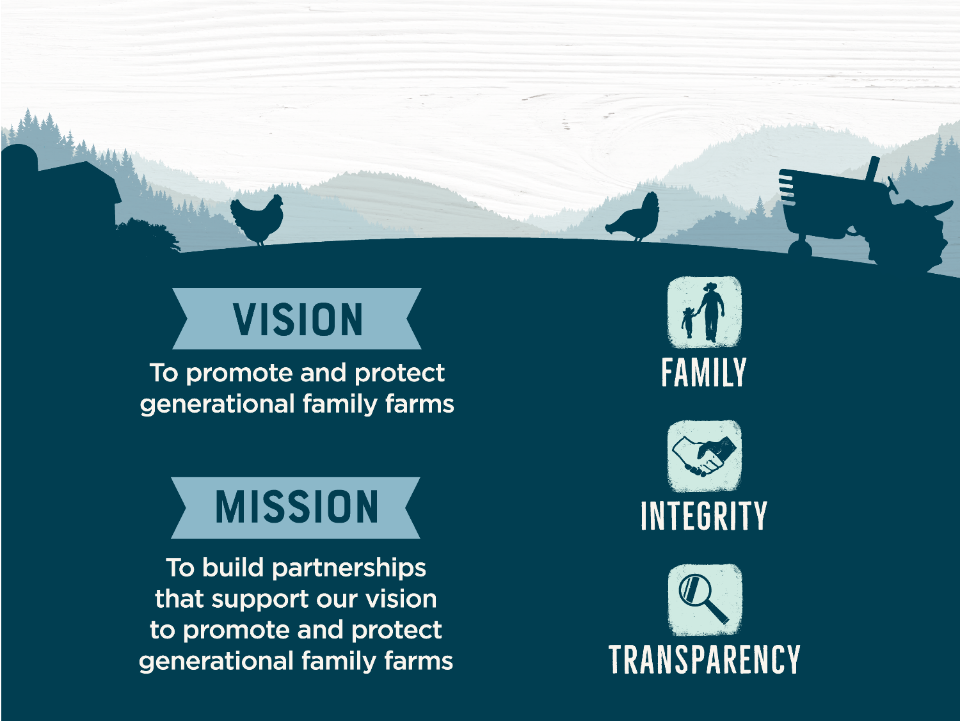 VISION
To promote and protect
generational family farms
MISSION
To build partnerships
that support our vision
to promote and protect
generational family farms
FAMILY
INTEGRITY
TRANSPARENCY